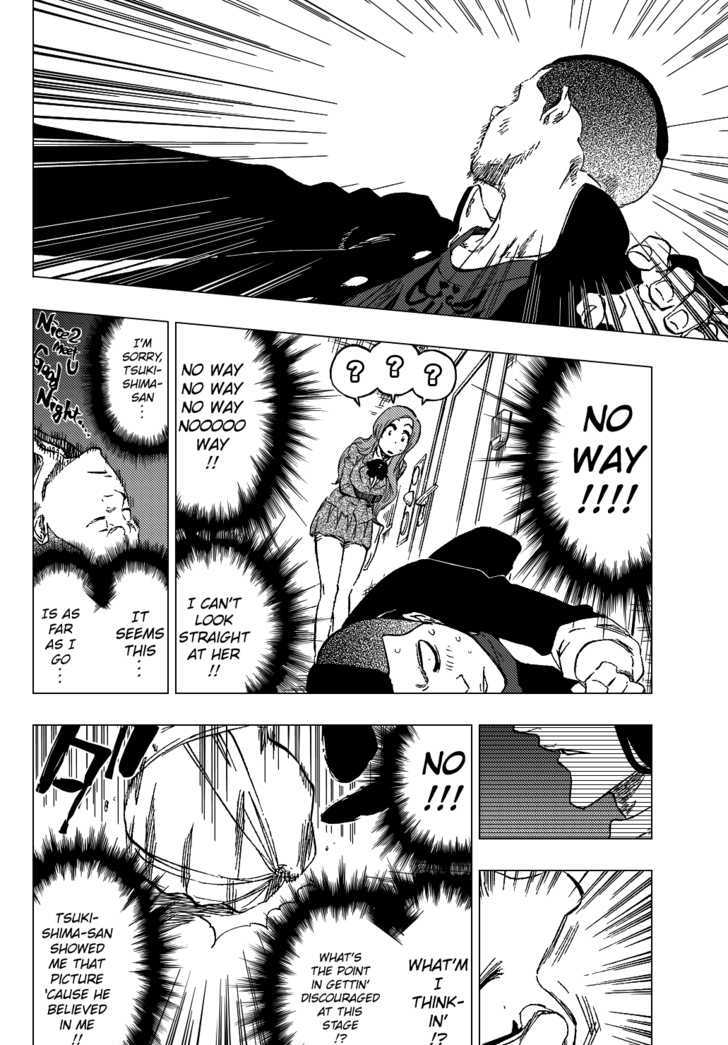 ?
?
?
NO
WAY
!!!!
NO WAY
NO WAY
NO WAY
NOOOOO
WAY
!!
I CAN'T
LOOK
STRAIGHT
AT HER
!!
I'M
SORRY,
TSUKI-
SHIMA-
SAN
...
Nice 2
meet
U
Good
Night...
IT
SEEMS
THIS...
IS AS
FAR
AS I
GO
...
NO
!!!
WHAT'M
I
THINK-
IN'
!?
WHAT'S
THE POINT
IN GETTIN'
DISCOURAGED
AT THIS
STAGE
!?
TSUKI-
SHIMA-SAN
SHOWED
ME THAT
PICTURE
'CAUSE HE
BELIEVED
IN ME
!!